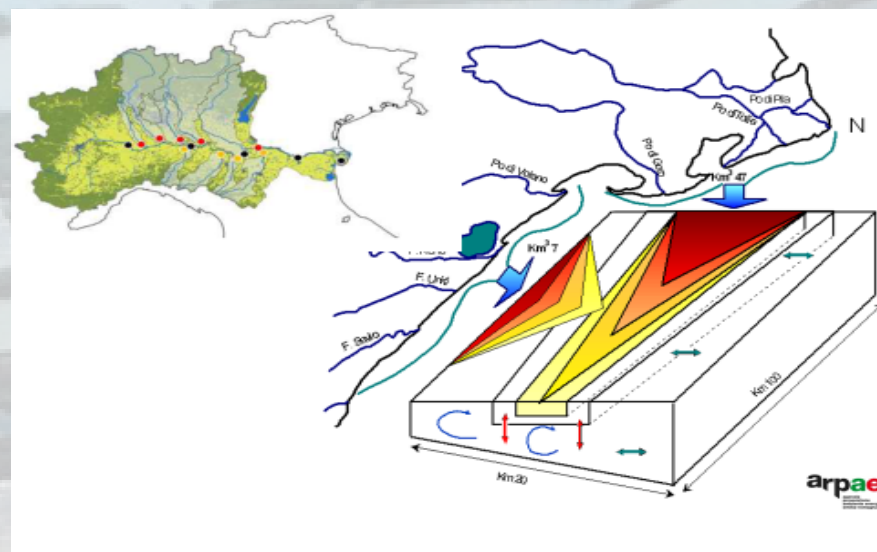 Po di Pila
Po di Tolle
N
Po di Goro
Po di Volano
Km³ 47
Km³ 7
F. Uniti
F. Savio
Km 100
Km 20
arpae